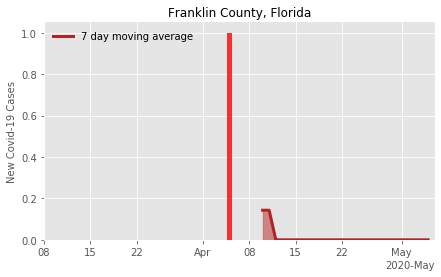 Franklin County, Florida
7 day moving average
New Covid-19 Cases
1.0
0.8
0.6
0.4
0.2
0.0
08 15 22 Apr 08 15 22 May
2020-May